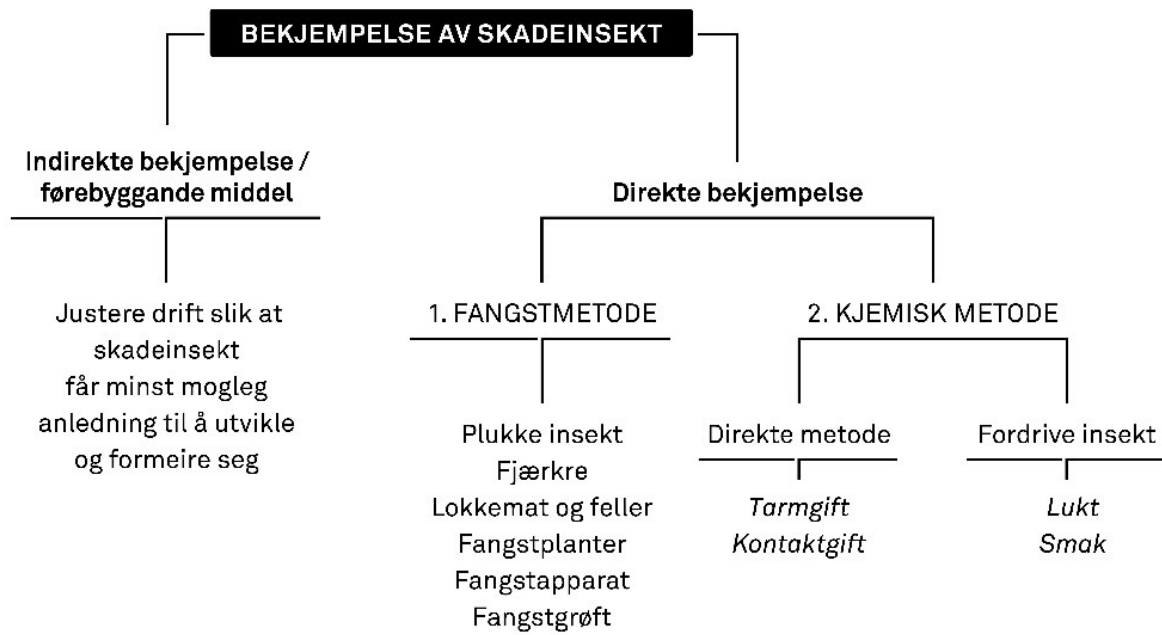 BEKJEMPELSE AV SKADEINSEKT
Indirekte bekjempelse /
førebyggande middel
Justere drift slik at
skadeinsekt
får minst mogleg
anledning til å utvikle
og formeire seg
Direkte bekjempelse
1. FANGSTMETODE
Plukke insekt
Fjærkre
Lokkemat og feller
Fangstplanter
Fangstapparat
Fangstgrøft
2. KJEMISK METODE
Direkte metode
Tarmgift
Kontaktgift
Fordrive insekt
Lukt
Smak